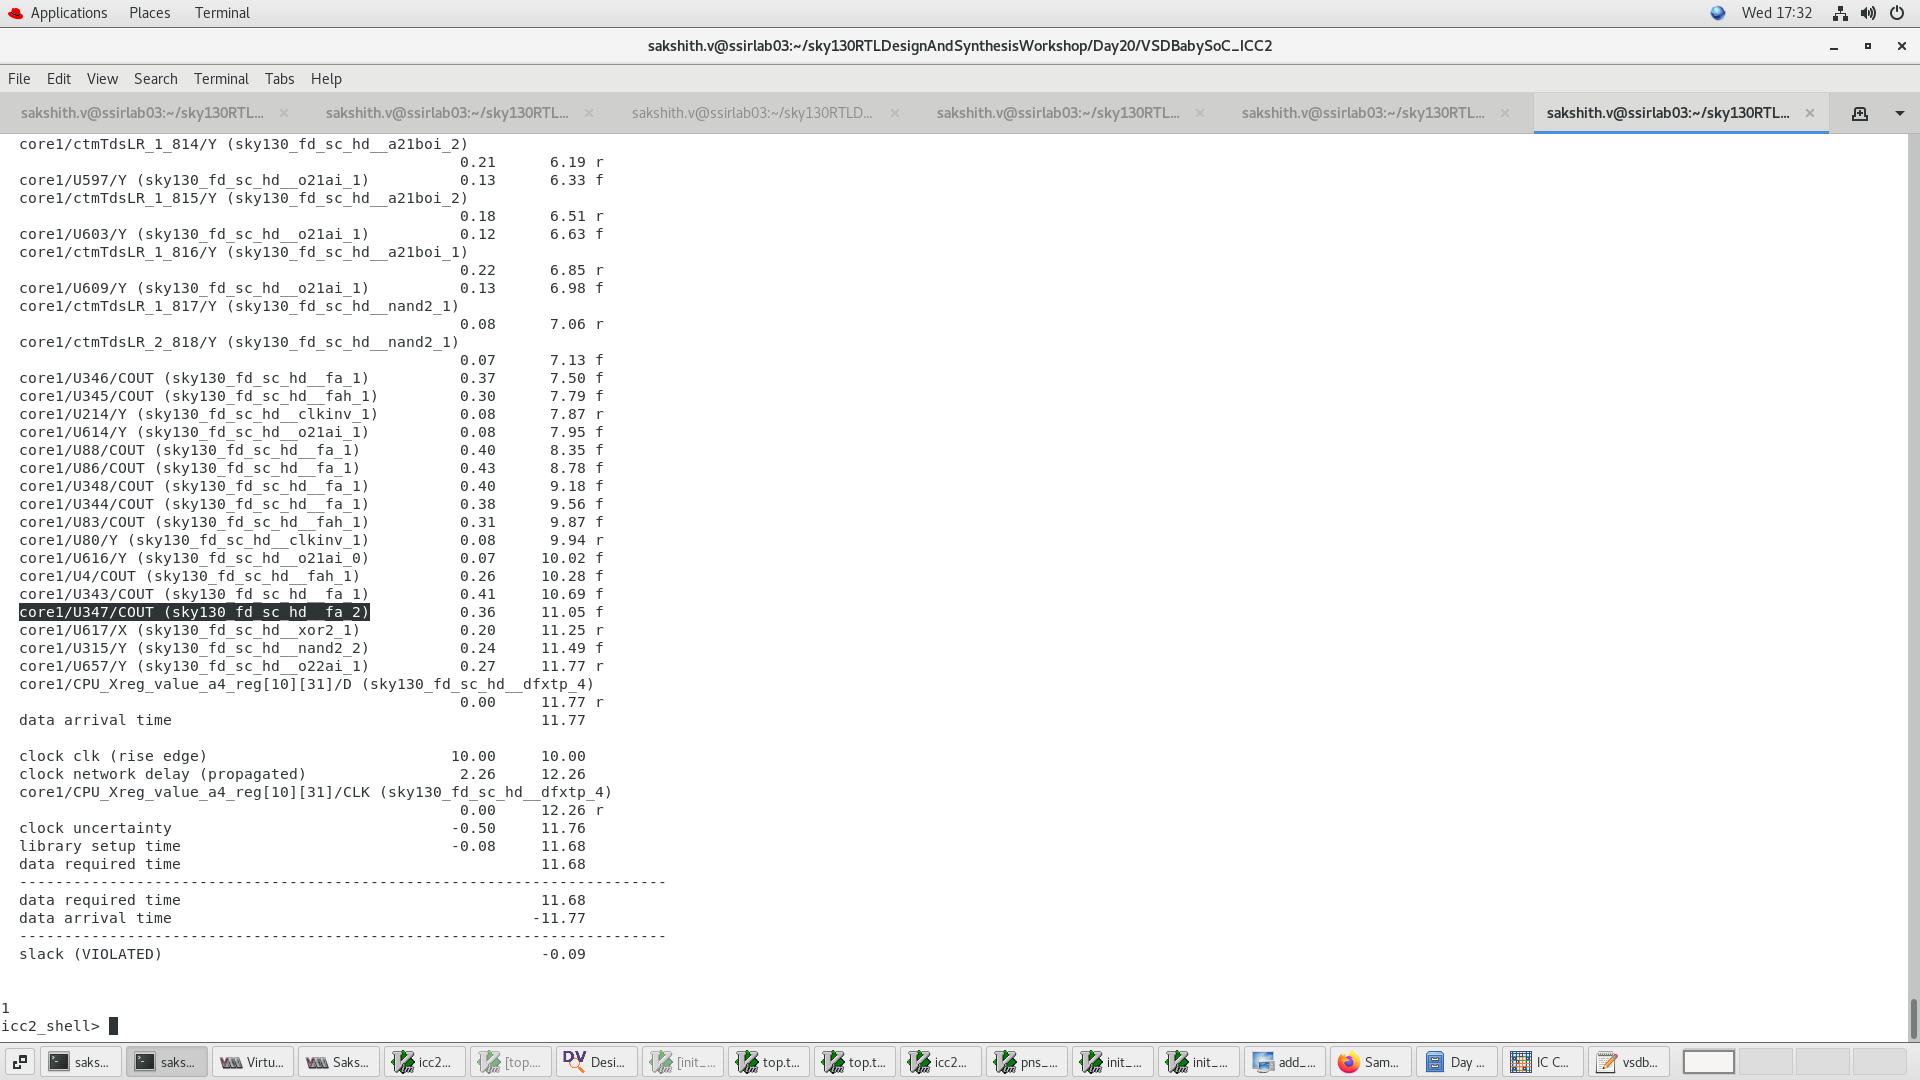 Applications Places Terminal Wed 17:32
sakshith.v@ssirlab03:~/sky130RTLDesignAndSynthesisWorkshop/Day20/VSDBabySoC_ICC2
File Edit View Search Terminal Tabs Help
sakshith.v@ssirlab03:~/sky130RTL... × sakshith.v@ssirlab03:~/sky130RTL... × sakshith.v@ssirlab03:~/sky130RTLD... × sakshith.v@ssirlab03:~/sky130RTL... × sakshith.v@ssirlab03:~/sky130RTL... × sakshith.v@ssirlab03:~/sky130RTL... ×
core1/ctmTdsLR_1_814/Y (sky130_fd_sc_hd__a21boi_2)
0.21 6.19 r
core1/U597/Y (sky130_fd_sc_hd__o21ai_1) 0.13 6.33 f
core1/ctmTdsLR_1_815/Y (sky130_fd_sc_hd__a21boi_2)
0.18 6.51 r
core1/U603/Y (sky130_fd_sc_hd__o21ai_1) 0.12 6.63 f
core1/ctmTdsLR_1_816/Y (sky130_fd_sc_hd__a21boi_1)
0.22 6.85 r
core1/U609/Y (sky130_fd_sc_hd__o21ai_1) 0.13 6.98 f
core1/ctmTdsLR_1_817/Y (sky130_fd_sc_hd__nand2_1)
0.08 7.06 r
core1/ctmTdsLR_2_818/Y (sky130_fd_sc_hd__nand2_1)
0.07 7.13 f
core1/U346/COUT (sky130_fd_sc_hd__fa_1) 0.37 7.50 f
core1/U345/COUT (sky130_fd_sc_hd__fah_1) 0.30 7.79 f
core1/U214/Y (sky130_fd_sc_hd__clkinv_1) 0.08 7.87 r
core1/U614/Y (sky130_fd_sc_hd__o21ai_1) 0.08 7.95 f
core1/U88/COUT (sky130_fd_sc_hd__fa_1) 0.40 8.35 f
core1/U86/COUT (sky130_fd_sc_hd__fa_1) 0.43 8.78 f
core1/U348/COUT (sky130_fd_sc_hd__fa_1) 0.40 9.18 f
core1/U344/COUT (sky130_fd_sc_hd__fa_1) 0.38 9.56 f
core1/U83/COUT (sky130_fd_sc_hd__fah_1) 0.31 9.87 f
core1/U80/Y (sky130_fd_sc_hd__clkinv_1) 0.08 9.94 r
core1/U616/Y (sky130_fd_sc_hd__o21ai_0) 0.07 10.02 f
core1/U4/COUT (sky130_fd_sc_hd__fah_1) 0.26 10.28 f
core1/U343/COUT (sky130_fd_sc_hd__fa_1) 0.41 10.69 f
core1/U347/COUT (sky130_fd_sc_hd__fa_2) 0.36 11.05 f
core1/U617/X (sky130_fd_sc_hd__xor2_1) 0.20 11.25 r
core1/U315/Y (sky130_fd_sc_hd__nand2_2) 0.24 11.49 f
core1/U657/Y (sky130_fd_sc_hd__o22ai_1) 0.27 11.77 r
core1/CPU_Xreg_value_a4_reg[10][31]/D (sky130_fd_sc_hd__dfxtp_4)
0.00 11.77 r
data arrival time 11.77
clock clk (rise edge) 10.00 10.00
clock network delay (propagated) 2.26 12.26
core1/CPU_Xreg_value_a4_reg[10][31]/CLK (sky130_fd_sc_hd__dfxtp_4)
0.00 12.26 r
clock uncertainty -0.50 11.76
library setup time -0.08 11.68
data required time 11.68
------------------------------------------------------------------------
data required time 11.68
data arrival time -11.77
------------------------------------------------------------------------
slack (VIOLATED) -0.09
1
icc2_shell>
saks... saks... Virtu... Saks... icc2... [top.... Desi... [init_... top.t... top.t... icc2... pns_... init_... init_... add_... Sam... Day ... IC C... vsdb...